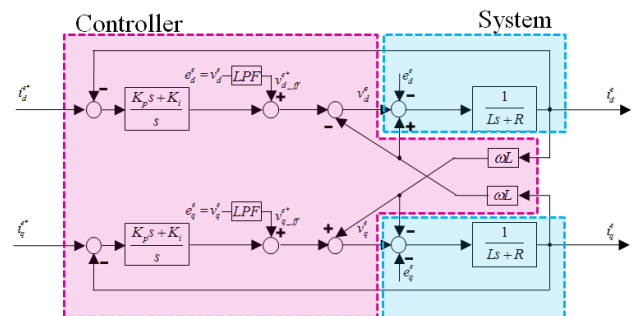 Controller
System
i_d^{e*}
K_p s + K_i
s
e_d^e = v_d^e
LPF
v_{d_ff}^{e*}
v_d^e
e_d^e
1
Ls + R
i_d^e
ωL
ωL
i_q^{e*}
K_p s + K_i
s
e_q^e = v_q^e
LPF
v_{q_ff}^{e*}
v_q^e
e_q^e
1
Ls + R
i_q^e